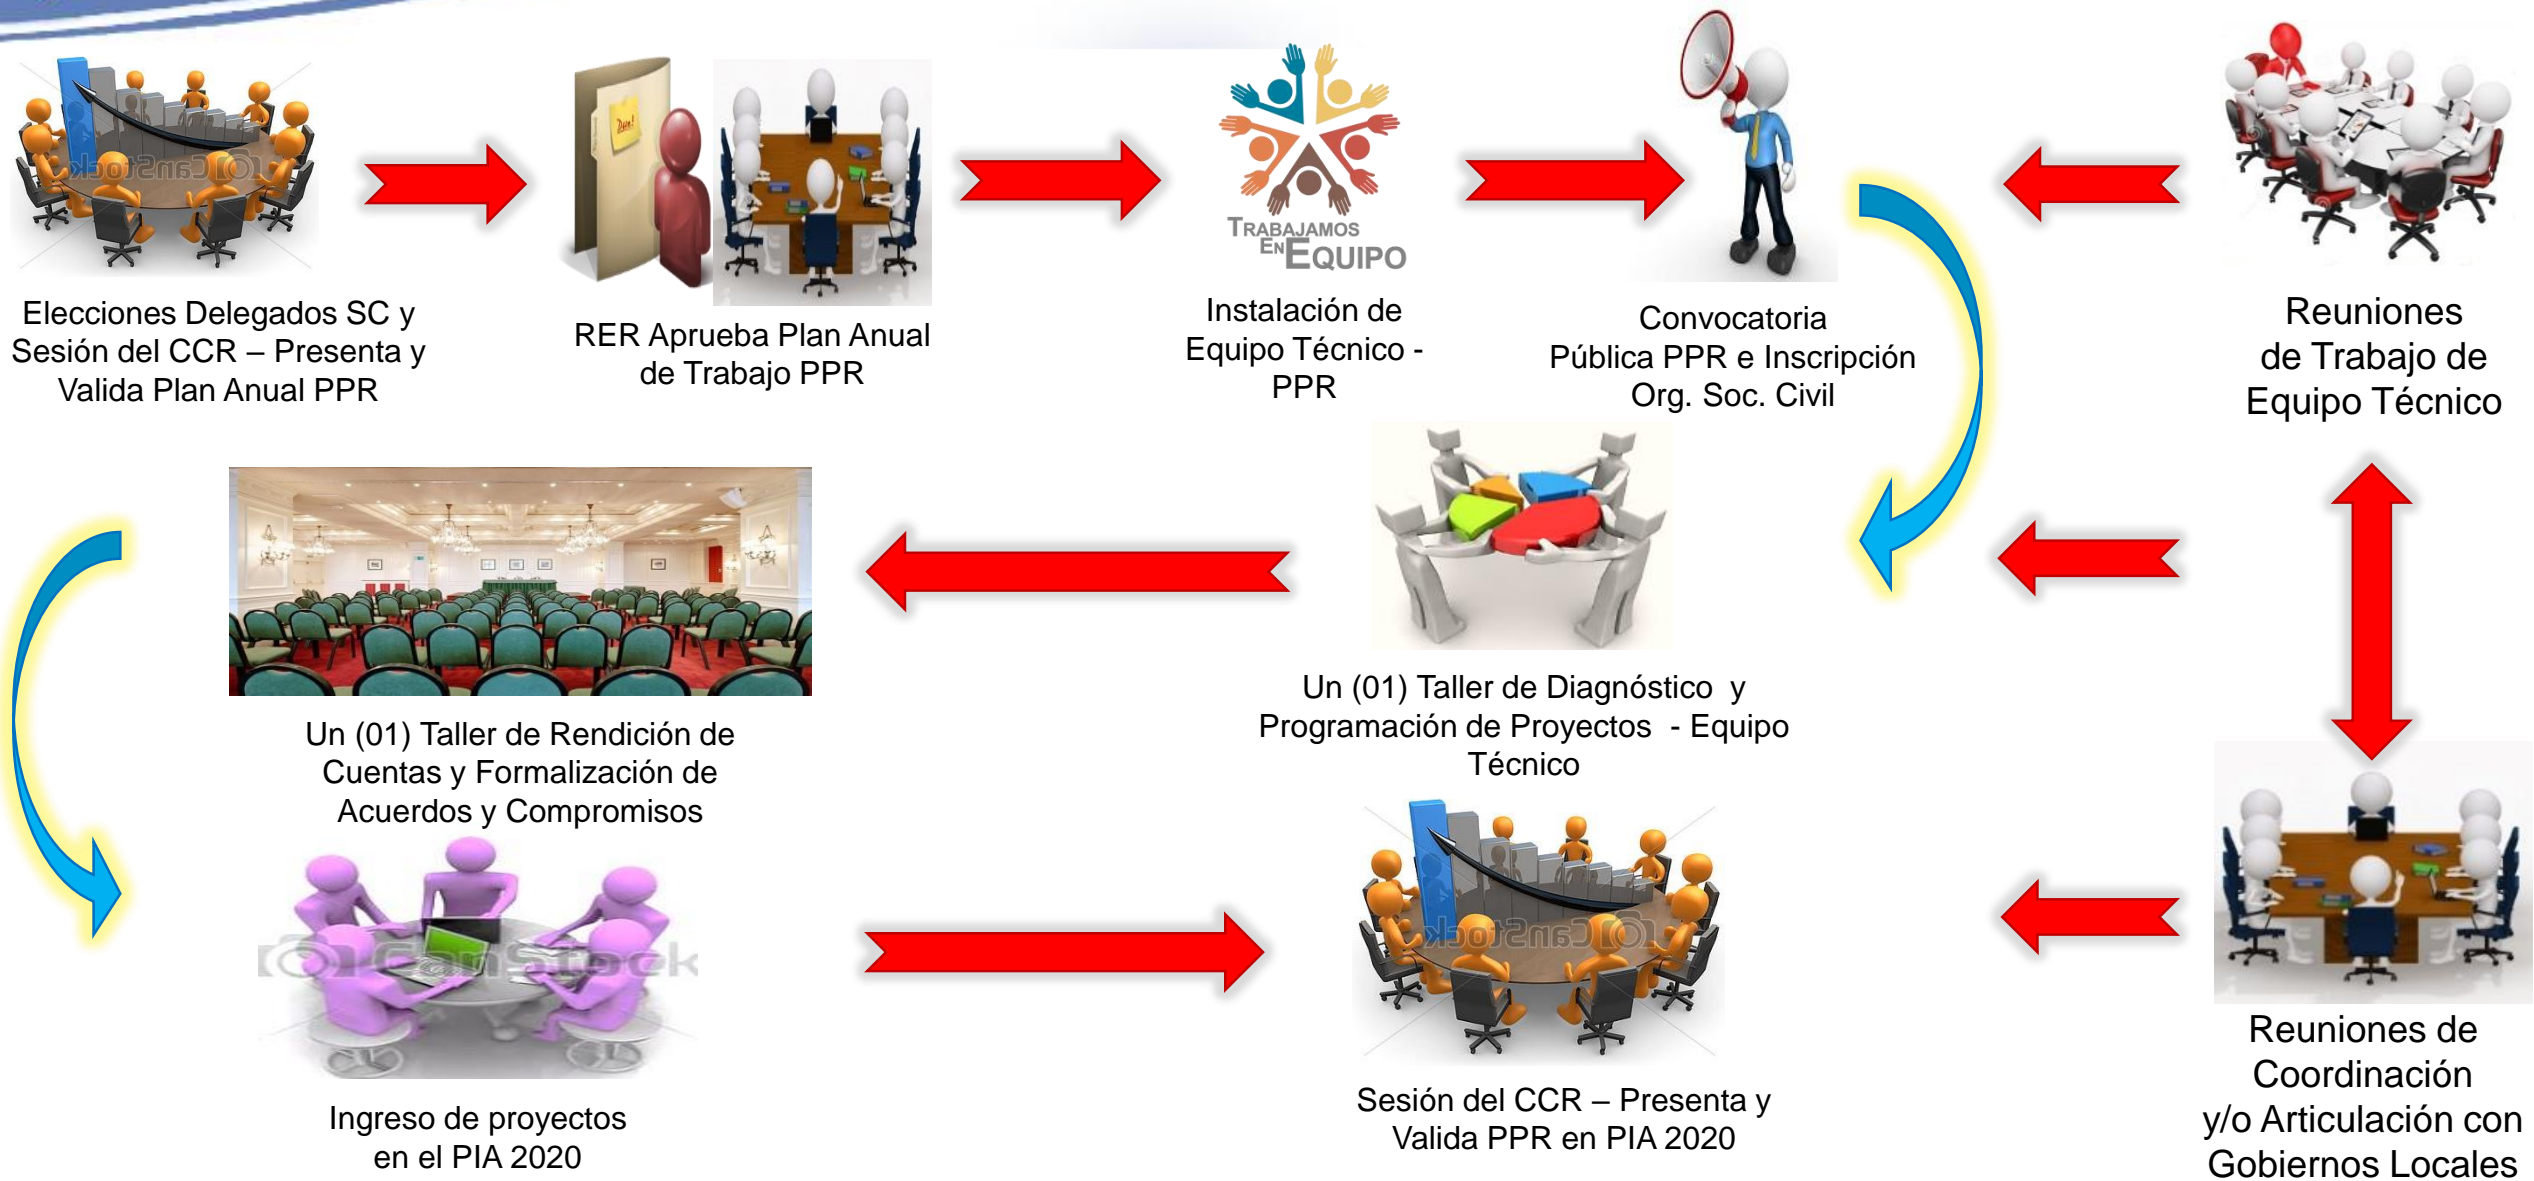 Elecciones Delegados SC y
Sesión del CCR – Presenta y
Valida Plan Anual PPR
RER Aprueba Plan Anual
de Trabajo PPR
TRABAJAMOS
EN EQUIPO
Instalación de
Equipo Técnico -
PPR
Convocatoria
Pública PPR e Inscripción
Org. Soc. Civil
Reuniones
de Trabajo de
Equipo Técnico
Un (01) Taller de Rendición de
Cuentas y Formalización de
Acuerdos y Compromisos
Un (01) Taller de Diagnóstico  y
Programación de Proyectos  - Equipo
Técnico
CanStock
Ingreso de proyectos
en el PIA 2020
CanStock
Sesión del CCR – Presenta y
Valida PPR en PIA 2020
Reuniones de
Coordinación
y/o Articulación con
Gobiernos Locales
CanStock